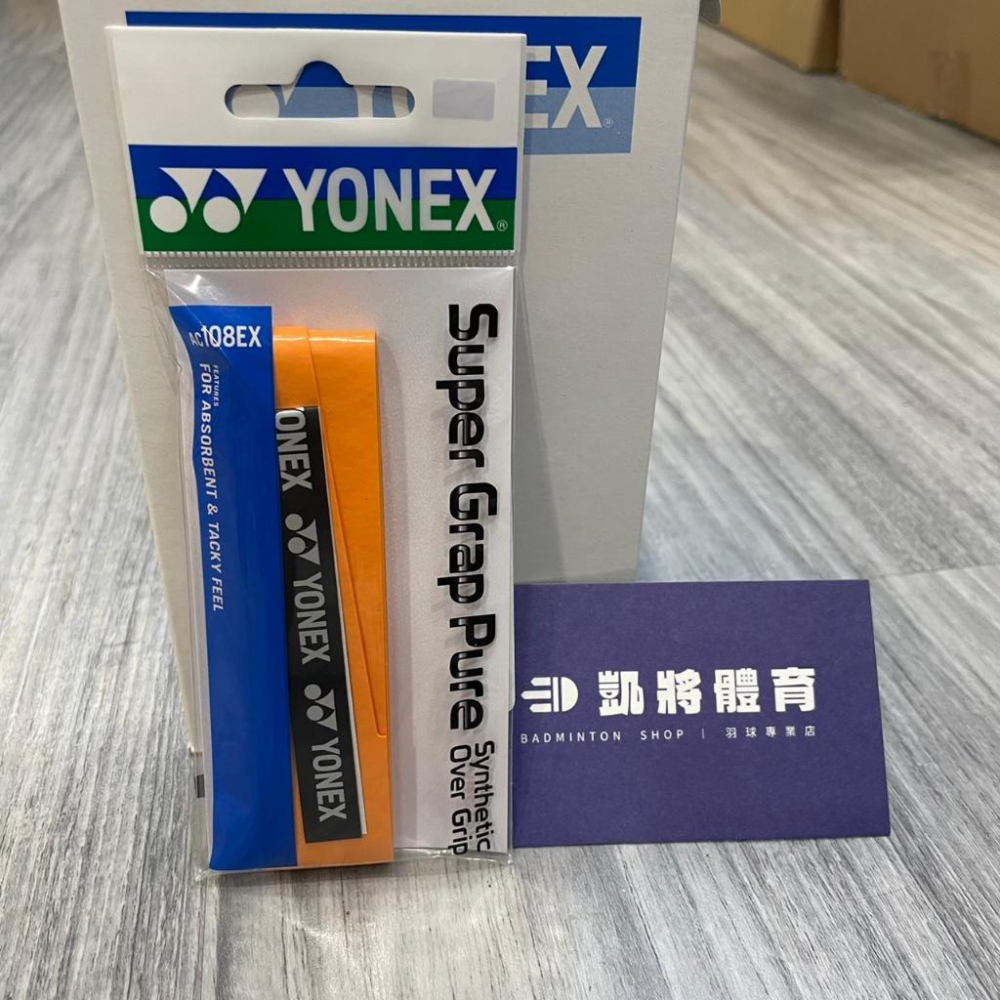 EX
YONEX®
AC108EX
FEATURES
FOR ABSORBENT & TACKY FEEL
ONEX YONEX YONEX
Super Grap Pure Synthetic
Over Grip
凱將體育
BADMINTON SHOP | 羽球專業店